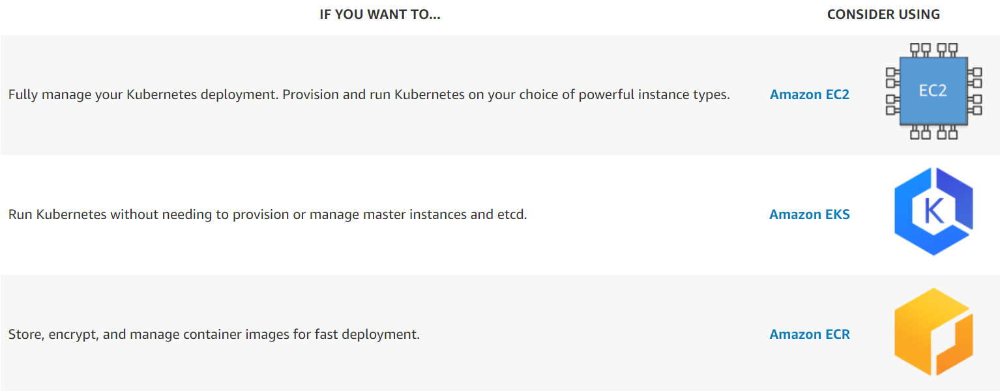 IF YOU WANT TO...
CONSIDER USING
Fully manage your Kubernetes deployment. Provision and run Kubernetes on your choice of powerful instance types.
Amazon EC2
EC2
Run Kubernetes without needing to provision or manage master instances and etcd.
Amazon EKS
K
Store, encrypt, and manage container images for fast deployment.
Amazon ECR